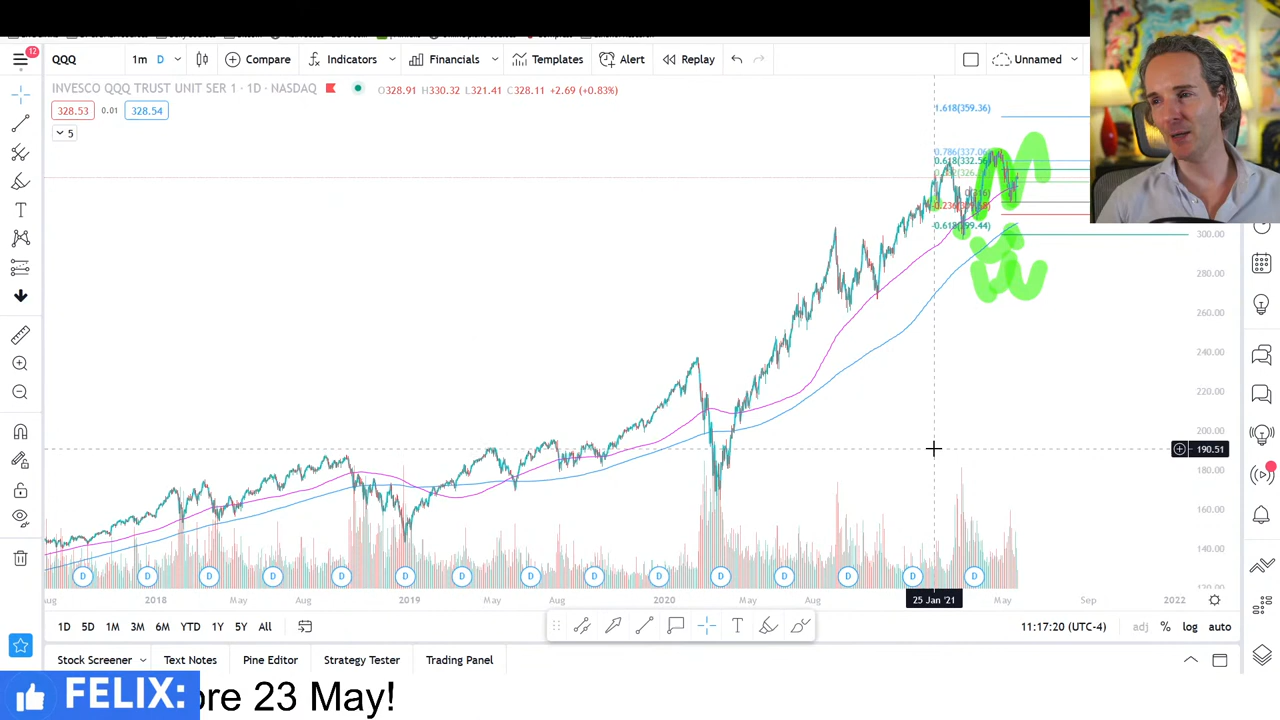 12
QQQ
1m D
Compare
Indicators
Financials
Templates
Alert
Replay
Unnamed
INVESCO QQQ TRUST UNIT SER 1 · 1D · NASDAQ
O328.91 H330.32 L321.41 C328.11 +2.69 (+0.83%)
328.53 0.01 328.54
5
1.618(359.36)
300.00
280.00
260.00
240.00
220.00
200.00
190.51
180.00
160.00
140.00
D D D D D D D D D D D D D D D
2018 May Aug 2019 May Aug 2020 May Aug 25 Jan '21 May Sep 2022
1D 5D 1M 3M 6M YTD 1Y 5Y All
11:17:20 (UTC-4)
adj % log auto
Stock Screener Text Notes Pine Editor Strategy Tester Trading Panel
FELIX:
ore 23 May!